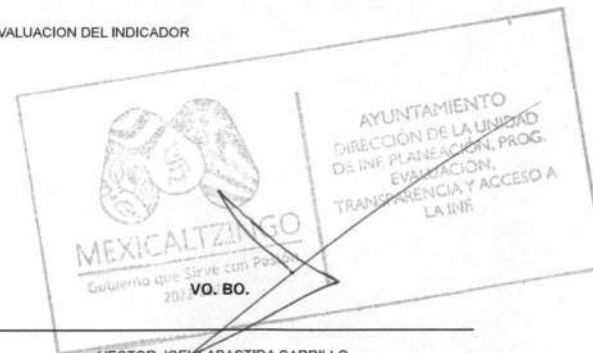 VALUACION DEL INDICADOR
AYUNTAMIENTO
DIRECCIÓN DE LA UNIDAD
DE INF. PLANEACIÓN, PROG.
EVALUACIÓN,
TRANSPARENCIA Y ACCESO A
LA INF.
MEXICALTZINGO
Gobierno que Sirve con
VO. BO.